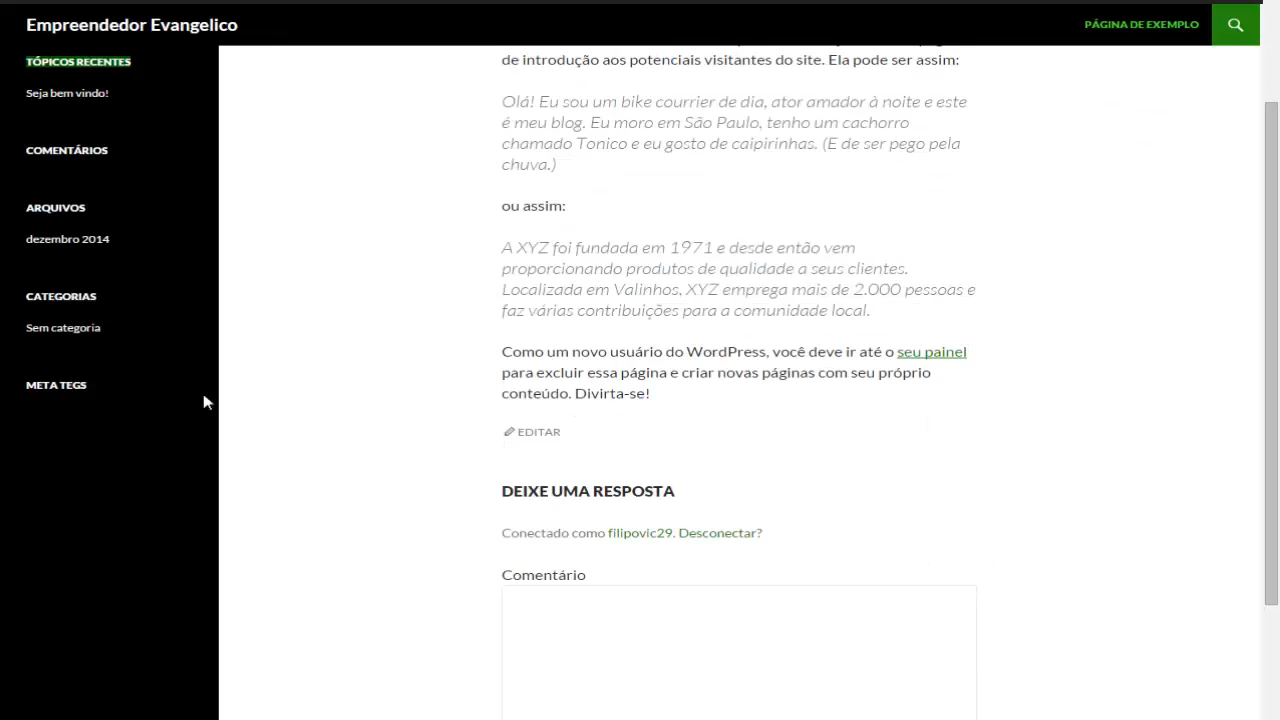 Empreendedor Evangelico
PÁGINA DE EXEMPLO
TÓPICOS RECENTES
Seja bem vindo!
COMENTÁRIOS
ARQUIVOS
dezembro 2014
CATEGORIAS
Sem categoria
META TEGS
de introdução aos potenciais visitantes do site. Ela pode ser assim:
Olá! Eu sou um bike courrier de dia, ator amador à noite e este
é meu blog. Eu moro em São Paulo, tenho um cachorro
chamado Tonico e eu gosto de caipirinhas. (E de ser pego pela
chuva.)
ou assim:
A XYZ foi fundada em 1971 e desde então vem
proporcionando produtos de qualidade a seus clientes.
Localizada em Valinhos, XYZ emprega mais de 2.000 pessoas e
faz várias contribuições para a comunidade local.
Como um novo usuário do WordPress, você deve ir até o seu painel
para excluir essa página e criar novas páginas com seu próprio
conteúdo. Divirta-se!
EDITAR
DEIXE UMA RESPOSTA
Conectado como filipovic29. Desconectar?
Comentário